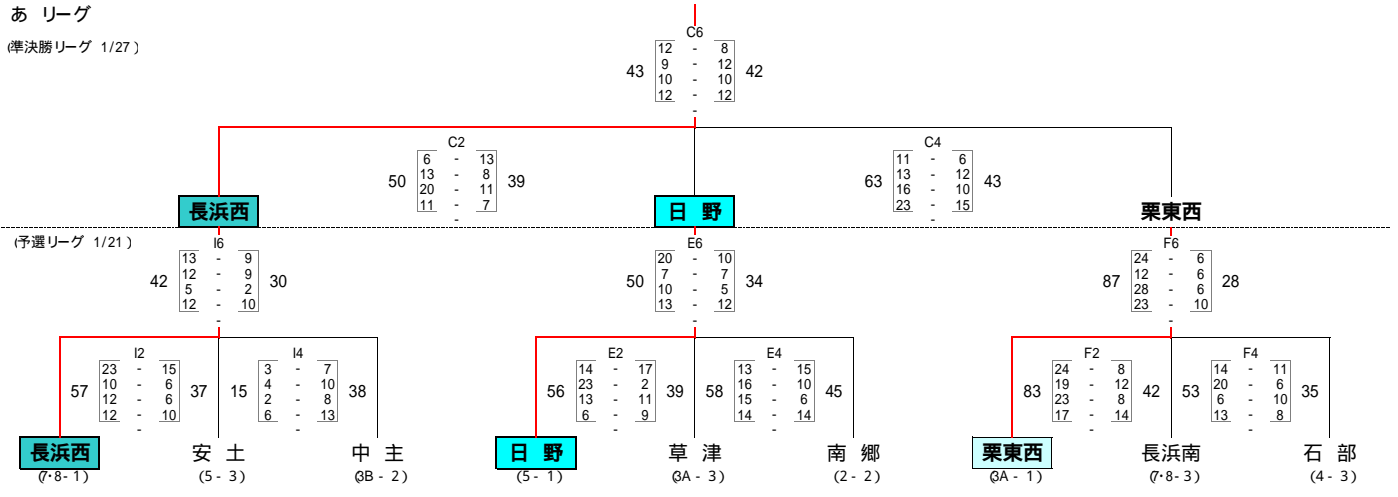 あ リーグ
(準決勝リーグ 1/27)
C6
43 12 - 8 42
9 - 12
10 - 10
12 - 12
-
C2
50 6 - 13 39
13 - 8
20 - 11
11 - 7
-
C4
63 11 - 6 43
13 - 12
16 - 10
23 - 15
-
長浜西 日 野 栗東西
(予選リーグ 1/21)
I6
42 13 - 9 30
12 - 9
5 - 2
12 - 10
-
E6
50 20 - 10 34
7 - 7
10 - 5
13 - 12
-
F6
87 24 - 6 28
12 - 6
28 - 6
23 - 10
-
I2
57 23 - 15 37
10 - 6
12 - 6
12 - 10
-
I4
15 3 - 7 38
4 - 10
2 - 8
6 - 13
-
E2
56 14 - 17 39
23 - 2
13 - 11
6 - 9
-
E4
58 13 - 15 45
16 - 10
15 - 6
14 - 14
-
F2
83 24 - 8 42
19 - 12
23 - 8
17 - 14
-
F4
53 14 - 11 35
20 - 6
6 - 10
13 - 8
-
長浜西 安 土 中 主 日 野 草 津 南 郷 栗東西 長浜南 石 部
(7・8-1) (5-3) (3B-2) (5-1) (3A-3) (2-2) (3A-1) (7・8-3) (4-3)